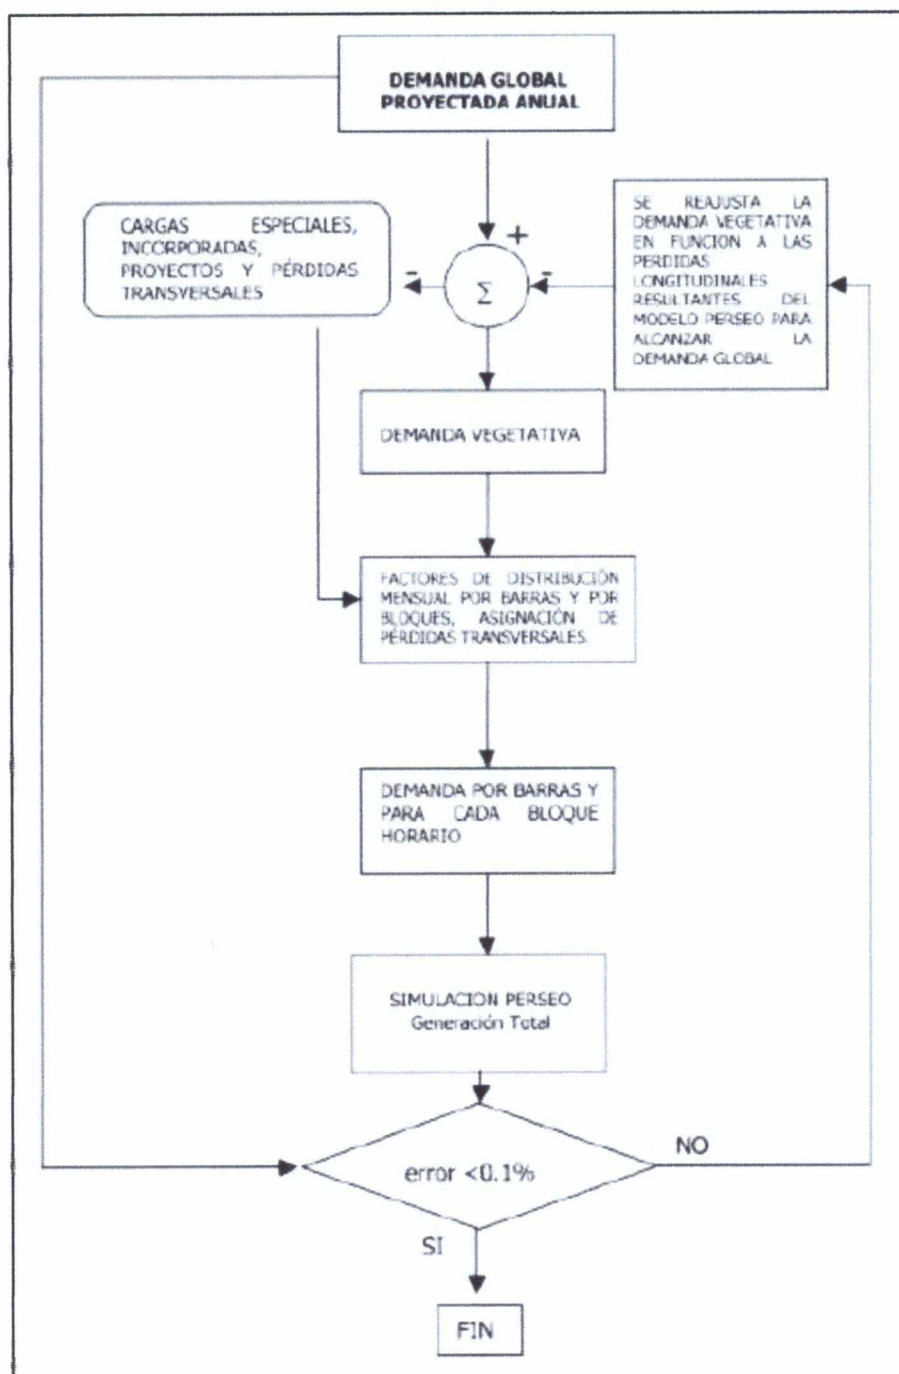 DEMANDA GLOBAL
PROYECTADA ANUAL
CARGAS ESPECIALES,
INCORPORADAS,
PROYECTOS Y PÉRDIDAS
TRANSVERSALES
-
+
Σ
-
SE REAJUSTA LA
DEMANDA VEGETATIVA
EN FUNCION A LAS
PERDIDAS
LONGITUDINALES
RESULTANTES DEL
MODELO PERSEO PARA
ALCANZAR LA
DEMANDA GLOBAL
DEMANDA VEGETATIVA
FACTORES DE DISTRIBUCIÓN
MENSUAL POR BARRAS Y POR
BLOQUES, ASIGNACIÓN DE
PÉRDIDAS TRANSVERSALES.
DEMANDA POR BARRAS Y
PARA CADA BLOQUE
HORARIO
SIMULACION PERSEO
Generación Total
error <0.1%
NO
SI
FIN